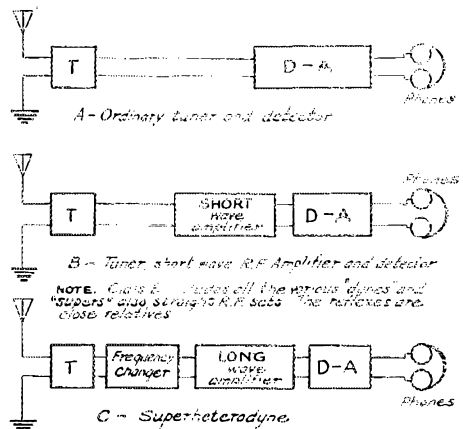 T
D-A
Phones
A - Ordinary tuner and detector
Phones
T
SHORT
wave
amplifier
D-A
B - Tuner, short wave R.F. Amplifier and detector
NOTE. Class all the various "dynes" and
"supers" also, straight R.F. sets The reflexes are
close relatives
T
Frequency
changer
LONG
wave
amplifier
D-A
Phones
C - Superheterodyne